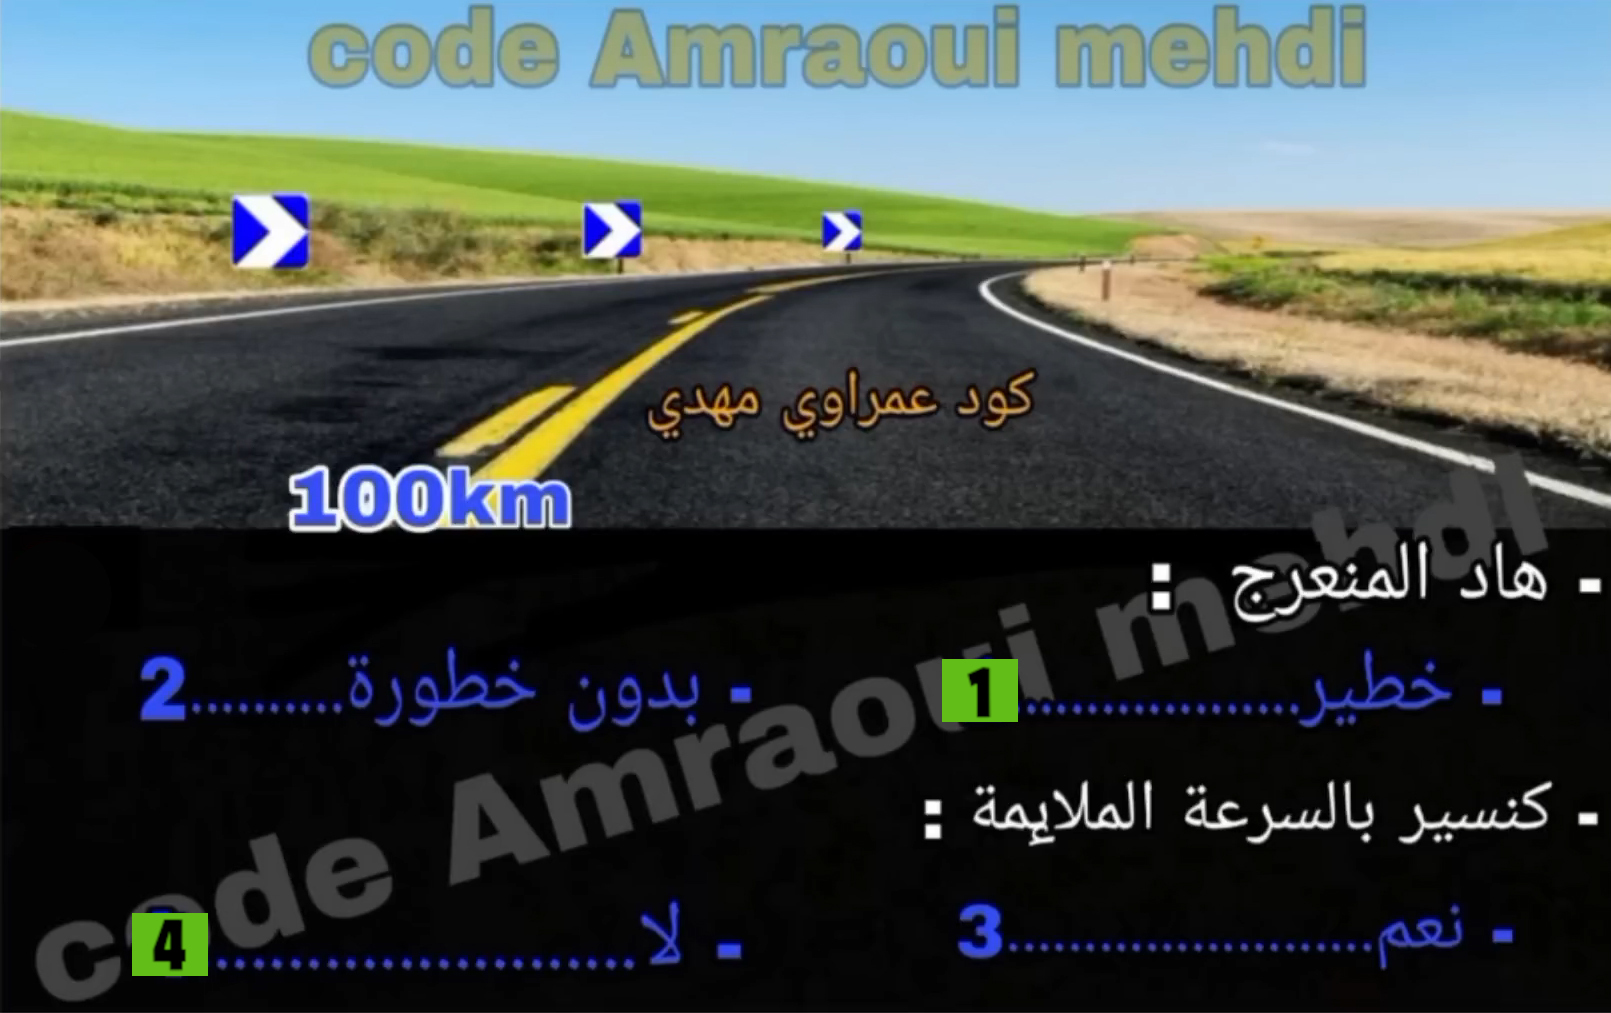 code Amraoui mehdi
كود عمراوي مهدي
100km
- هاد المنعرج :
- خطير..................1 - بدون خطورة..........2
- كنسير بالسرعة الملايمة :
- نعم........................3 - لا............................4
code Amraoui mehdi